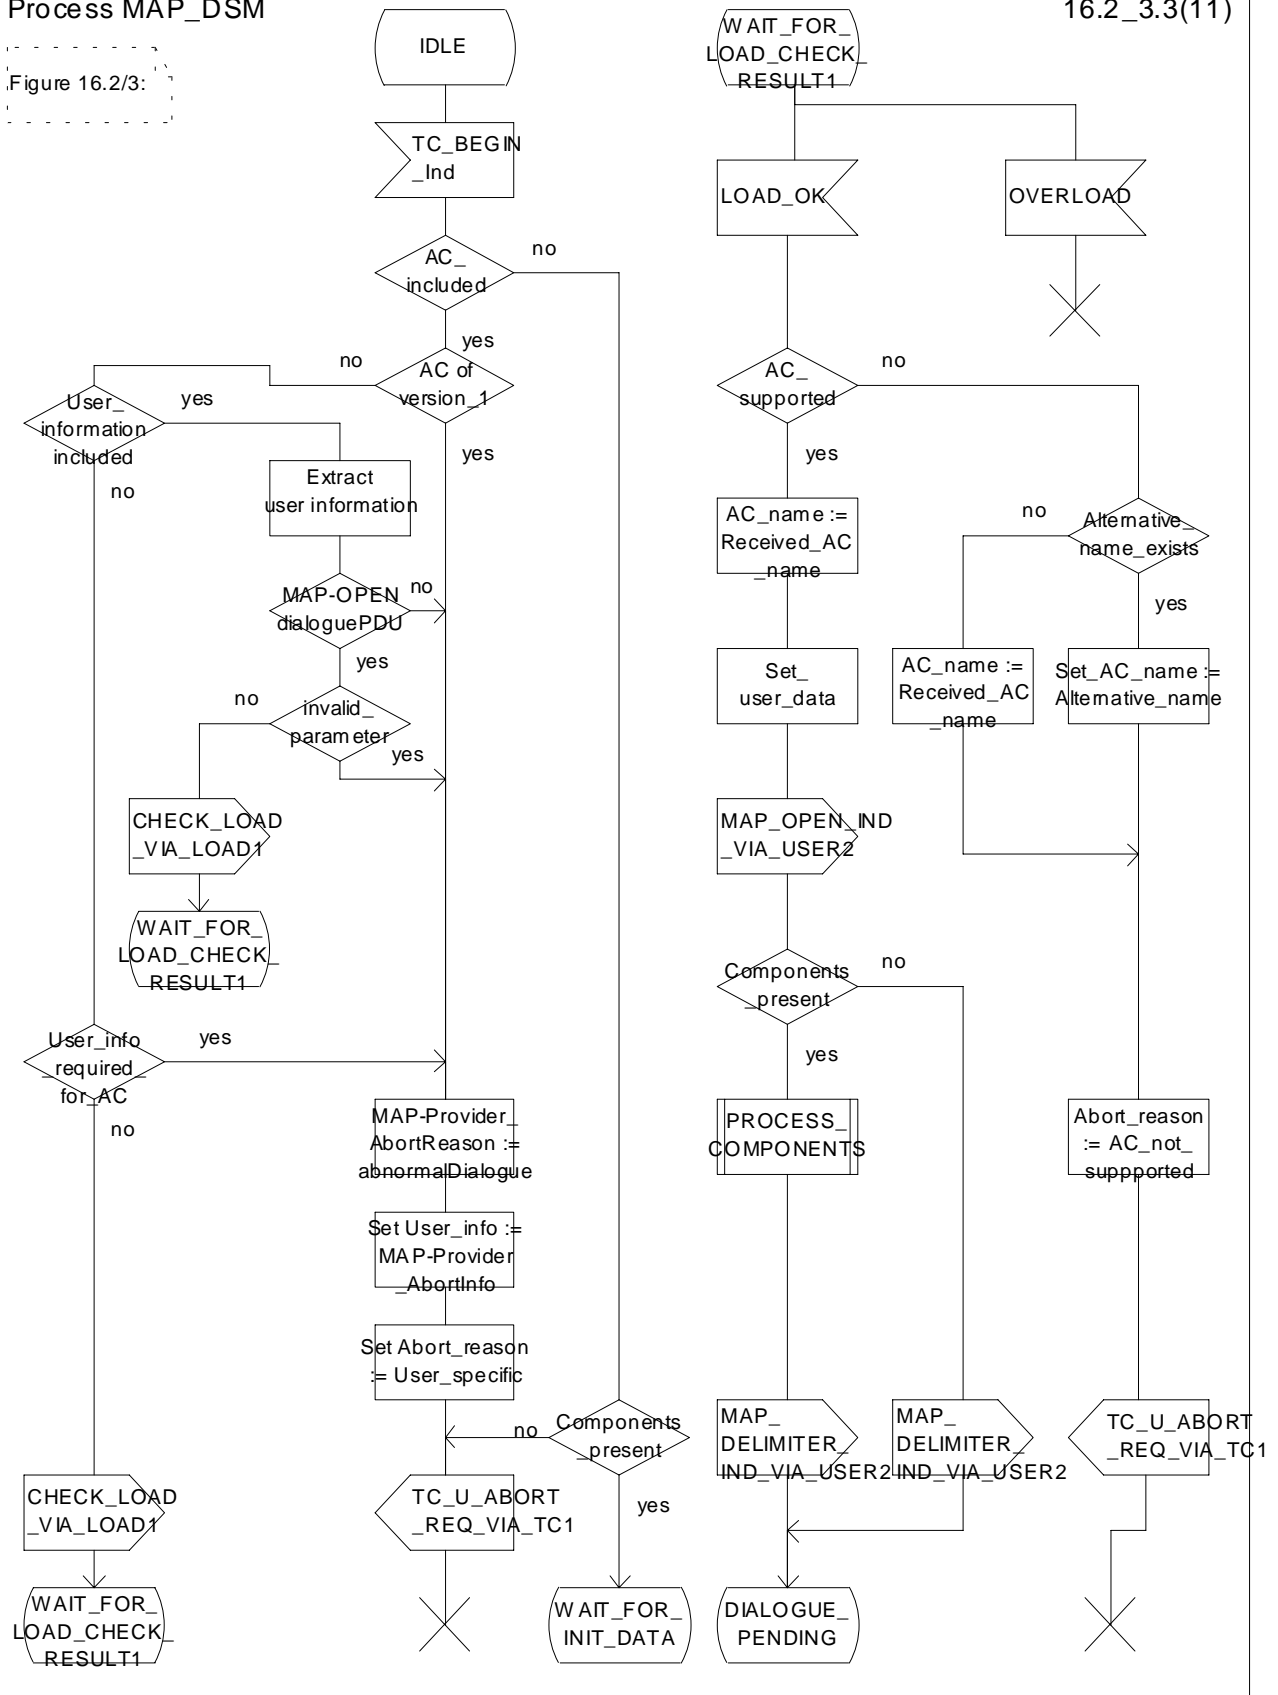 Process MAP_DSM
16.2_3.3(11)
Figure 16.2/3:
IDLE
TC_BEGIN
_Ind
AC_
included
no
yes
AC of
version_1
no
yes
User_
information
included
yes
no
Extract
user information
MAP-OPEN
dialoguePDU
no
yes
invalid_
parameter
no
yes
CHECK_LOAD
_VIA_LOAD1
WAIT_FOR_
LOAD_CHECK_
RESULT1
User_info
_required_
for_AC
yes
no
MAP-Provider_
AbortReason :=
abnormalDialogue
Set User_info :=
MAP-Provider
_AbortInfo
Set Abort_reason
:= User_specific
Components
_present
no
yes
CHECK_LOAD
_VIA_LOAD1
WAIT_FOR_
LOAD_CHECK_
RESULT1
TC_U_ABORT
_REQ_VIA_TC1
WAIT_FOR_
INIT_DATA
WAIT_FOR_
LOAD_CHECK_
RESULT1
LOAD_OK
OVERLOAD
AC_
supported
no
yes
AC_name :=
Received_AC
_name
Alternative_
name_exists
no
yes
Set_
user_data
AC_name :=
Received_AC
_name
Set_AC_name :=
Alternative_name
MAP_OPEN_IND
_VIA_USER2
Components
_present
no
yes
PROCESS_
COMPONENTS
Abort_reason
:= AC_not_
suppported
MAP_
DELIMITER_
IND_VIA_USER2
MAP_
DELIMITER_
IND_VIA_USER2
TC_U_ABORT
_REQ_VIA_TC1
DIALOGUE_
PENDING